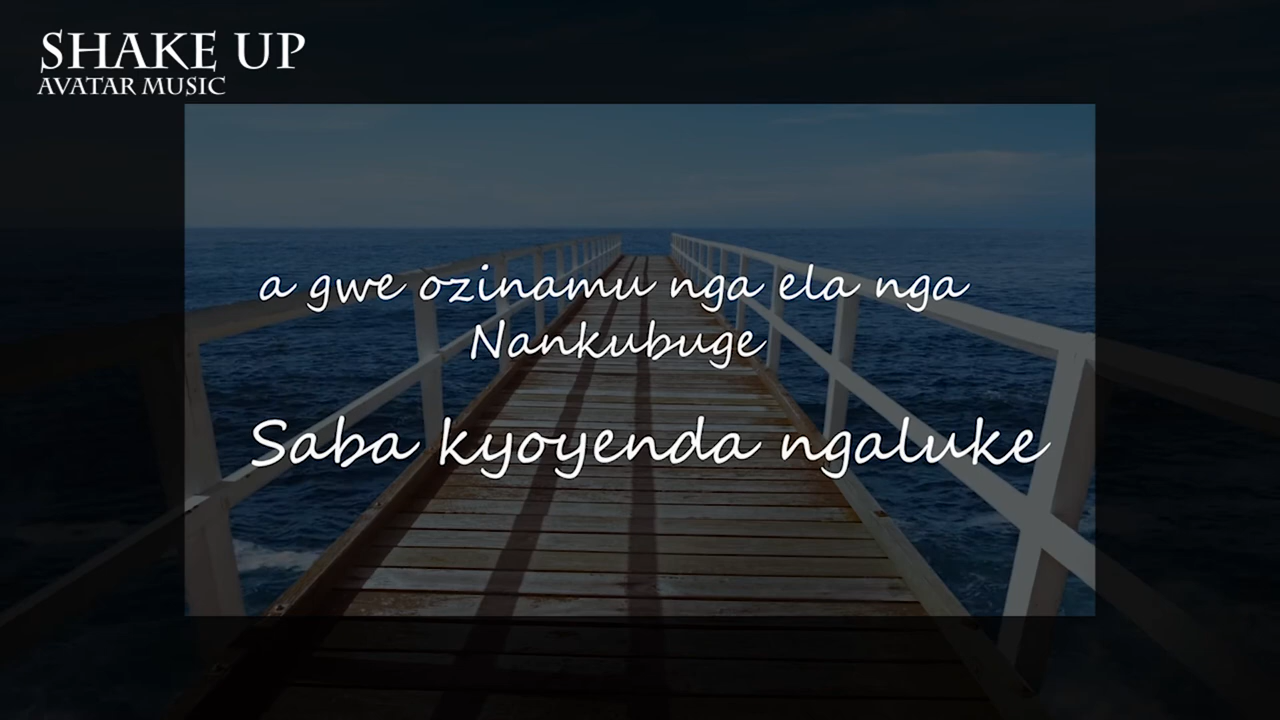 SHAKE UP
AVATAR MUSIC
a gwe ozinamu nga ela nga
Nankubuge
Saba kyoyenda ngaluke